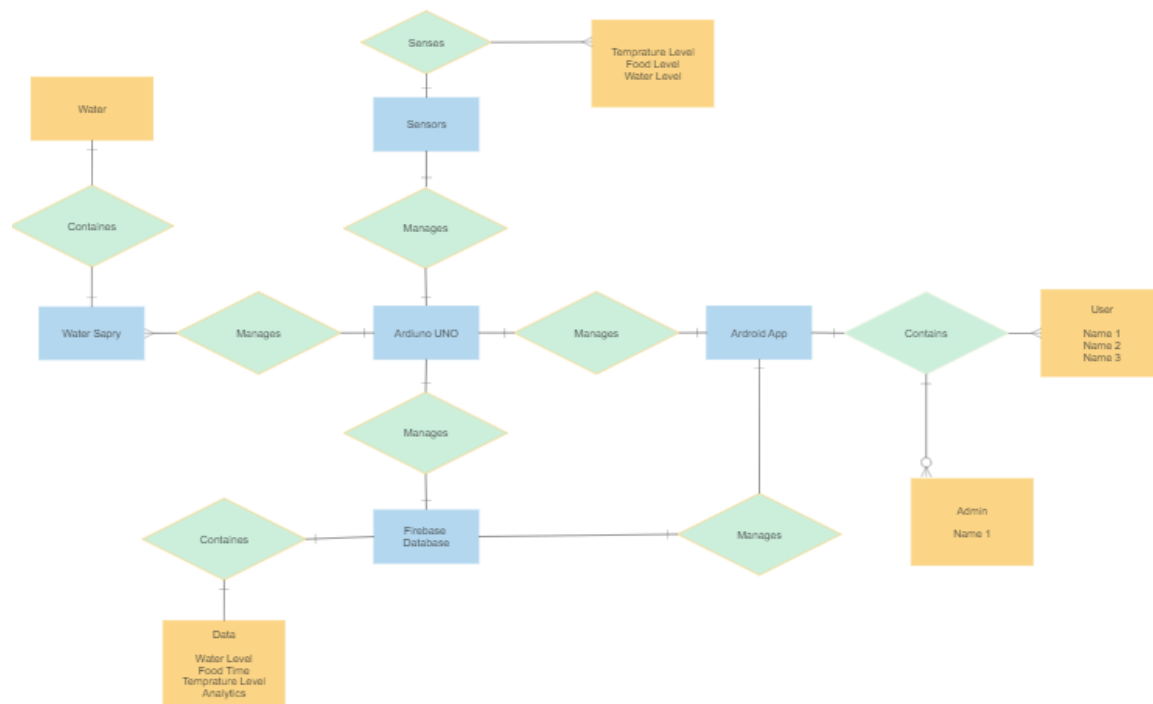 Senses
Temprature Level
Food Level
Water Level
Water
Sensors
Containes
Manages
Water Sapry
Manages
Ardiuno UNO
Manages
Ardroid App
Contains
User
Name 1
Name 2
Name 3
Manages
Admin
Name 1
Firebase
Database
Containes
Manages
Data
Water Level
Food Time
Temprature Level
Analytics